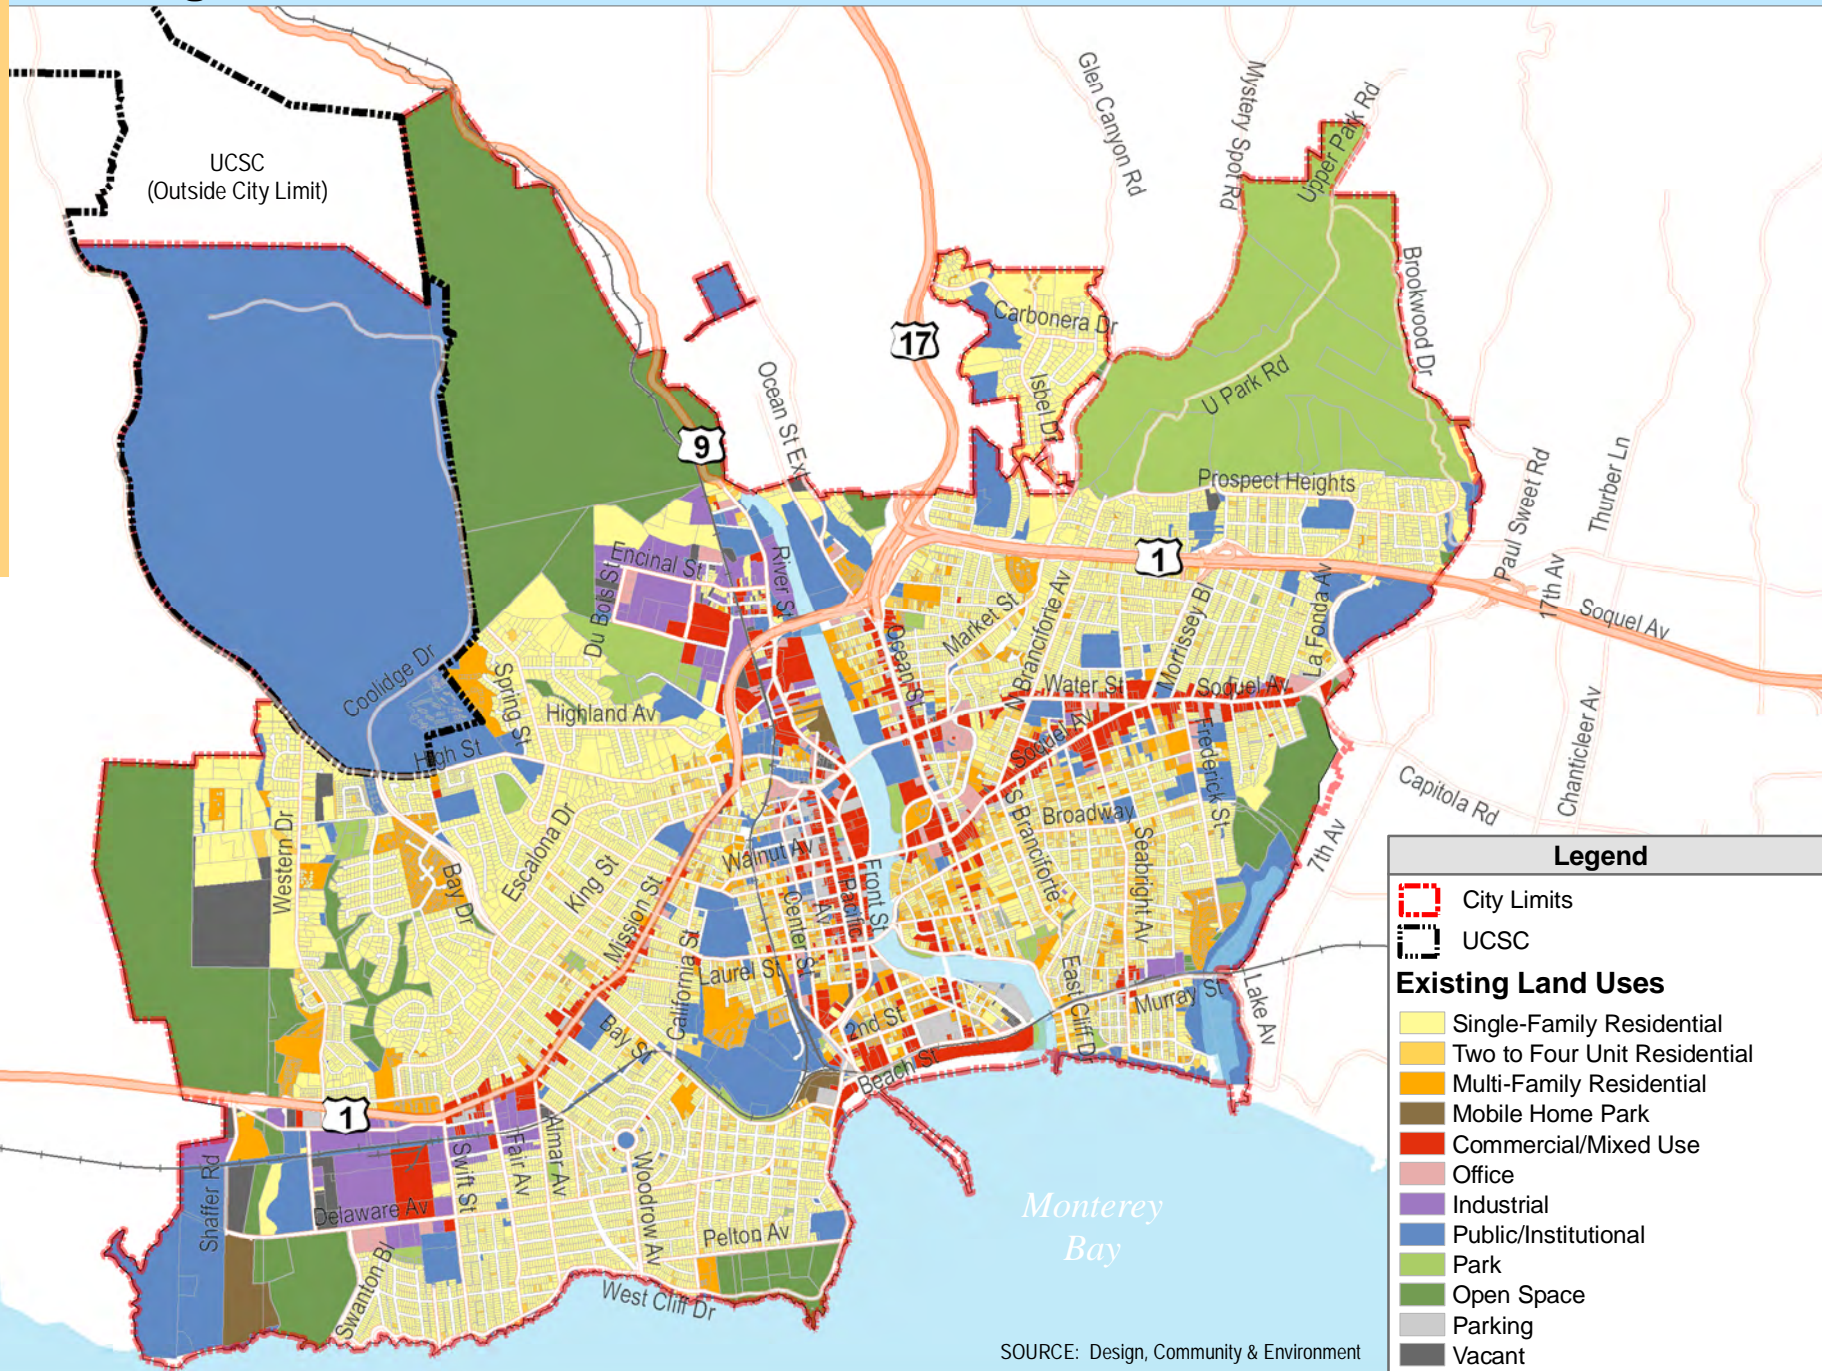 UCSC
(Outside City Limit)
Glen Canyon Rd
Mystery Spot Rd
Upper Park Rd
Brookwood Dr
Carbonera Dr
17
Isbel Dr
U Park Rd
Ocean St Ext
9
Prospect Heights
Paul Sweet Rd
Thurber Ln
1
Encinal St
River St
Du Bois St
Market St
N Branciforte Av
Morrissey Bl
La Fonda Av
17th Av
Soquel Av
Coolidge Dr
Spring St
Highland Av
Ocean St
Water St
Soquel Av
High St
Soquel Av
Frederick St
Capitola Rd
Chanticleer Av
Western Dr
Escalona Dr
King St
Bay Dr
Walnut Av
Front St
Pacific
Av
Center St
S Branciforte
Broadway
Seabright Av
7th Av
Mission St
California St
Laurel St
2nd St
East Cliff Dr
Murray St
Lake Av
Bay St
Beach St
1
Shaffer Rd
Swift St
Fair Av
Almar Av
Woodrow Av
Delaware Av
Swanton Bl
Pelton Av
West Cliff Dr
Monterey
Bay
SOURCE: Design, Community & Environment
Legend
City Limits
UCSC
Existing Land Uses
Single-Family Residential
Two to Four Unit Residential
Multi-Family Residential
Mobile Home Park
Commercial/Mixed Use
Office
Industrial
Public/Institutional
Park
Open Space
Parking
Vacant